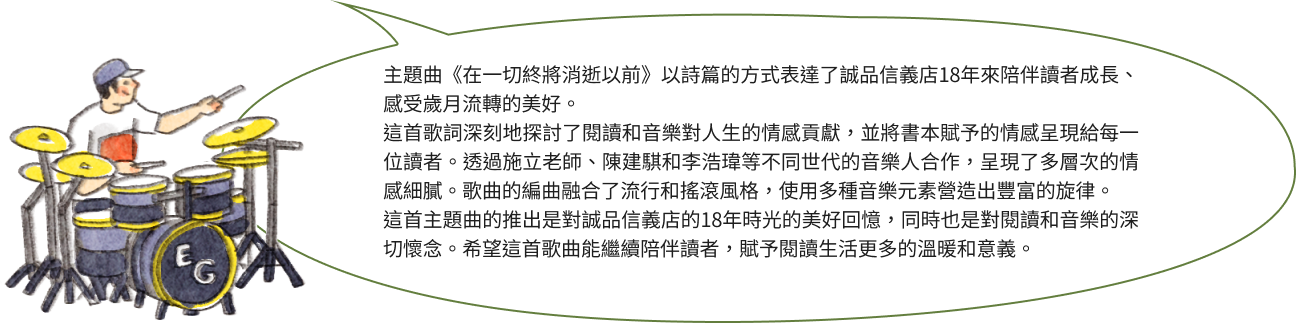 主題曲《在一切終將消逝以前》以詩篇的方式表達了誠品信義店18年來陪伴讀者成長、
感受歲月流轉的美好。
這首歌詞深刻地探討了閱讀和音樂對人生的情感貢獻，並將書本賦予的情感呈現給每一
位讀者。透過施立老師、陳建騏和李浩瑋等不同世代的音樂人合作，呈現了多層次的情
感細膩。歌曲的編曲融合了流行和搖滾風格，使用多種音樂元素營造出豐富的旋律。
這首主題曲的推出是對誠品信義店的18年時光的美好回憶，同時也是對閱讀和音樂的深
切懷念。希望這首歌曲能繼續陪伴讀者，賦予閱讀生活更多的溫暖和意義。
EG